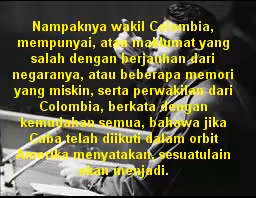 Nampaknya wakil Colombia,
mempunyai, atau maklumat yang
salah dengan berjauhan dari
negaranya, atau beberapa memori
yang miskin, serta perwakilan dari
Colombia, berkata dengan
kemudahan semua, bahawa jika
Cuba telah diikuti dalam orbit
Amerika menyatakan, sesuatulain
akan menjadi.